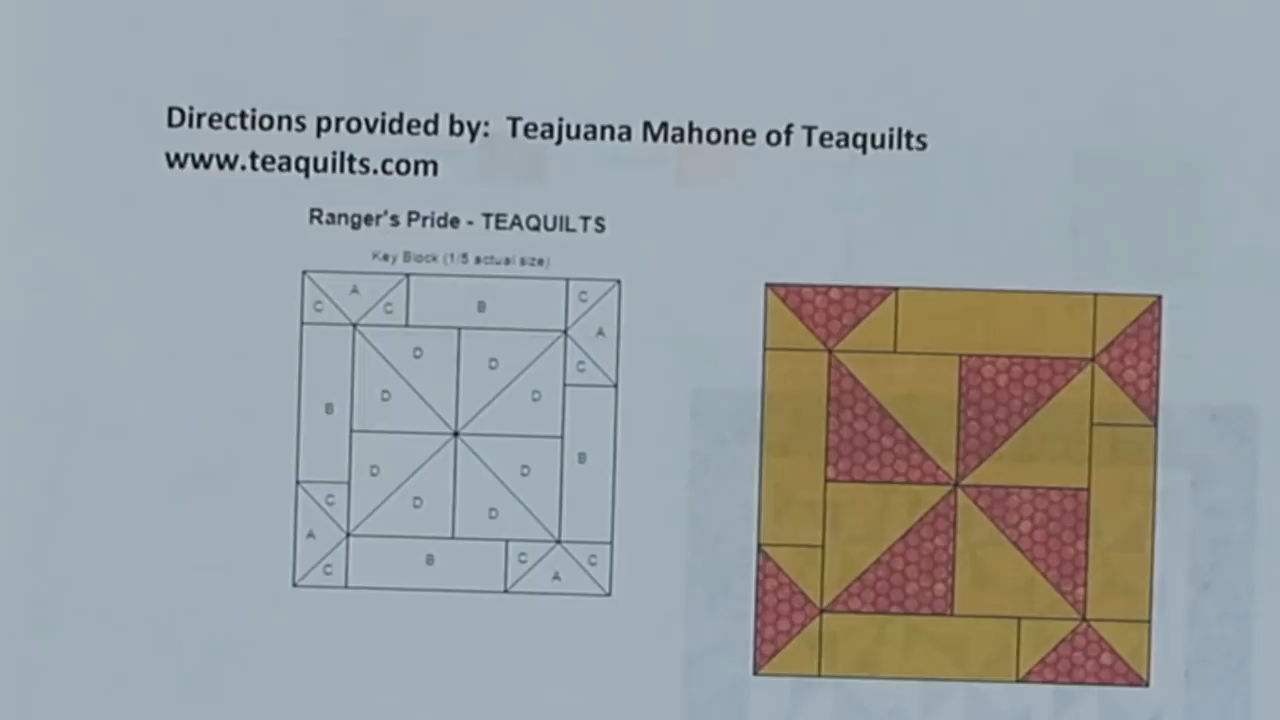 Directions provided by: Teajuana Mahone of Teaquilts
www.teaquilts.com
Ranger's Pride - TEAQUILTS
Key Block (1/5 actual size)
A
C
C
B
C
A
C
D
D
D
D
B
B
D
D
D
D
C
A
C
B
C
A
C